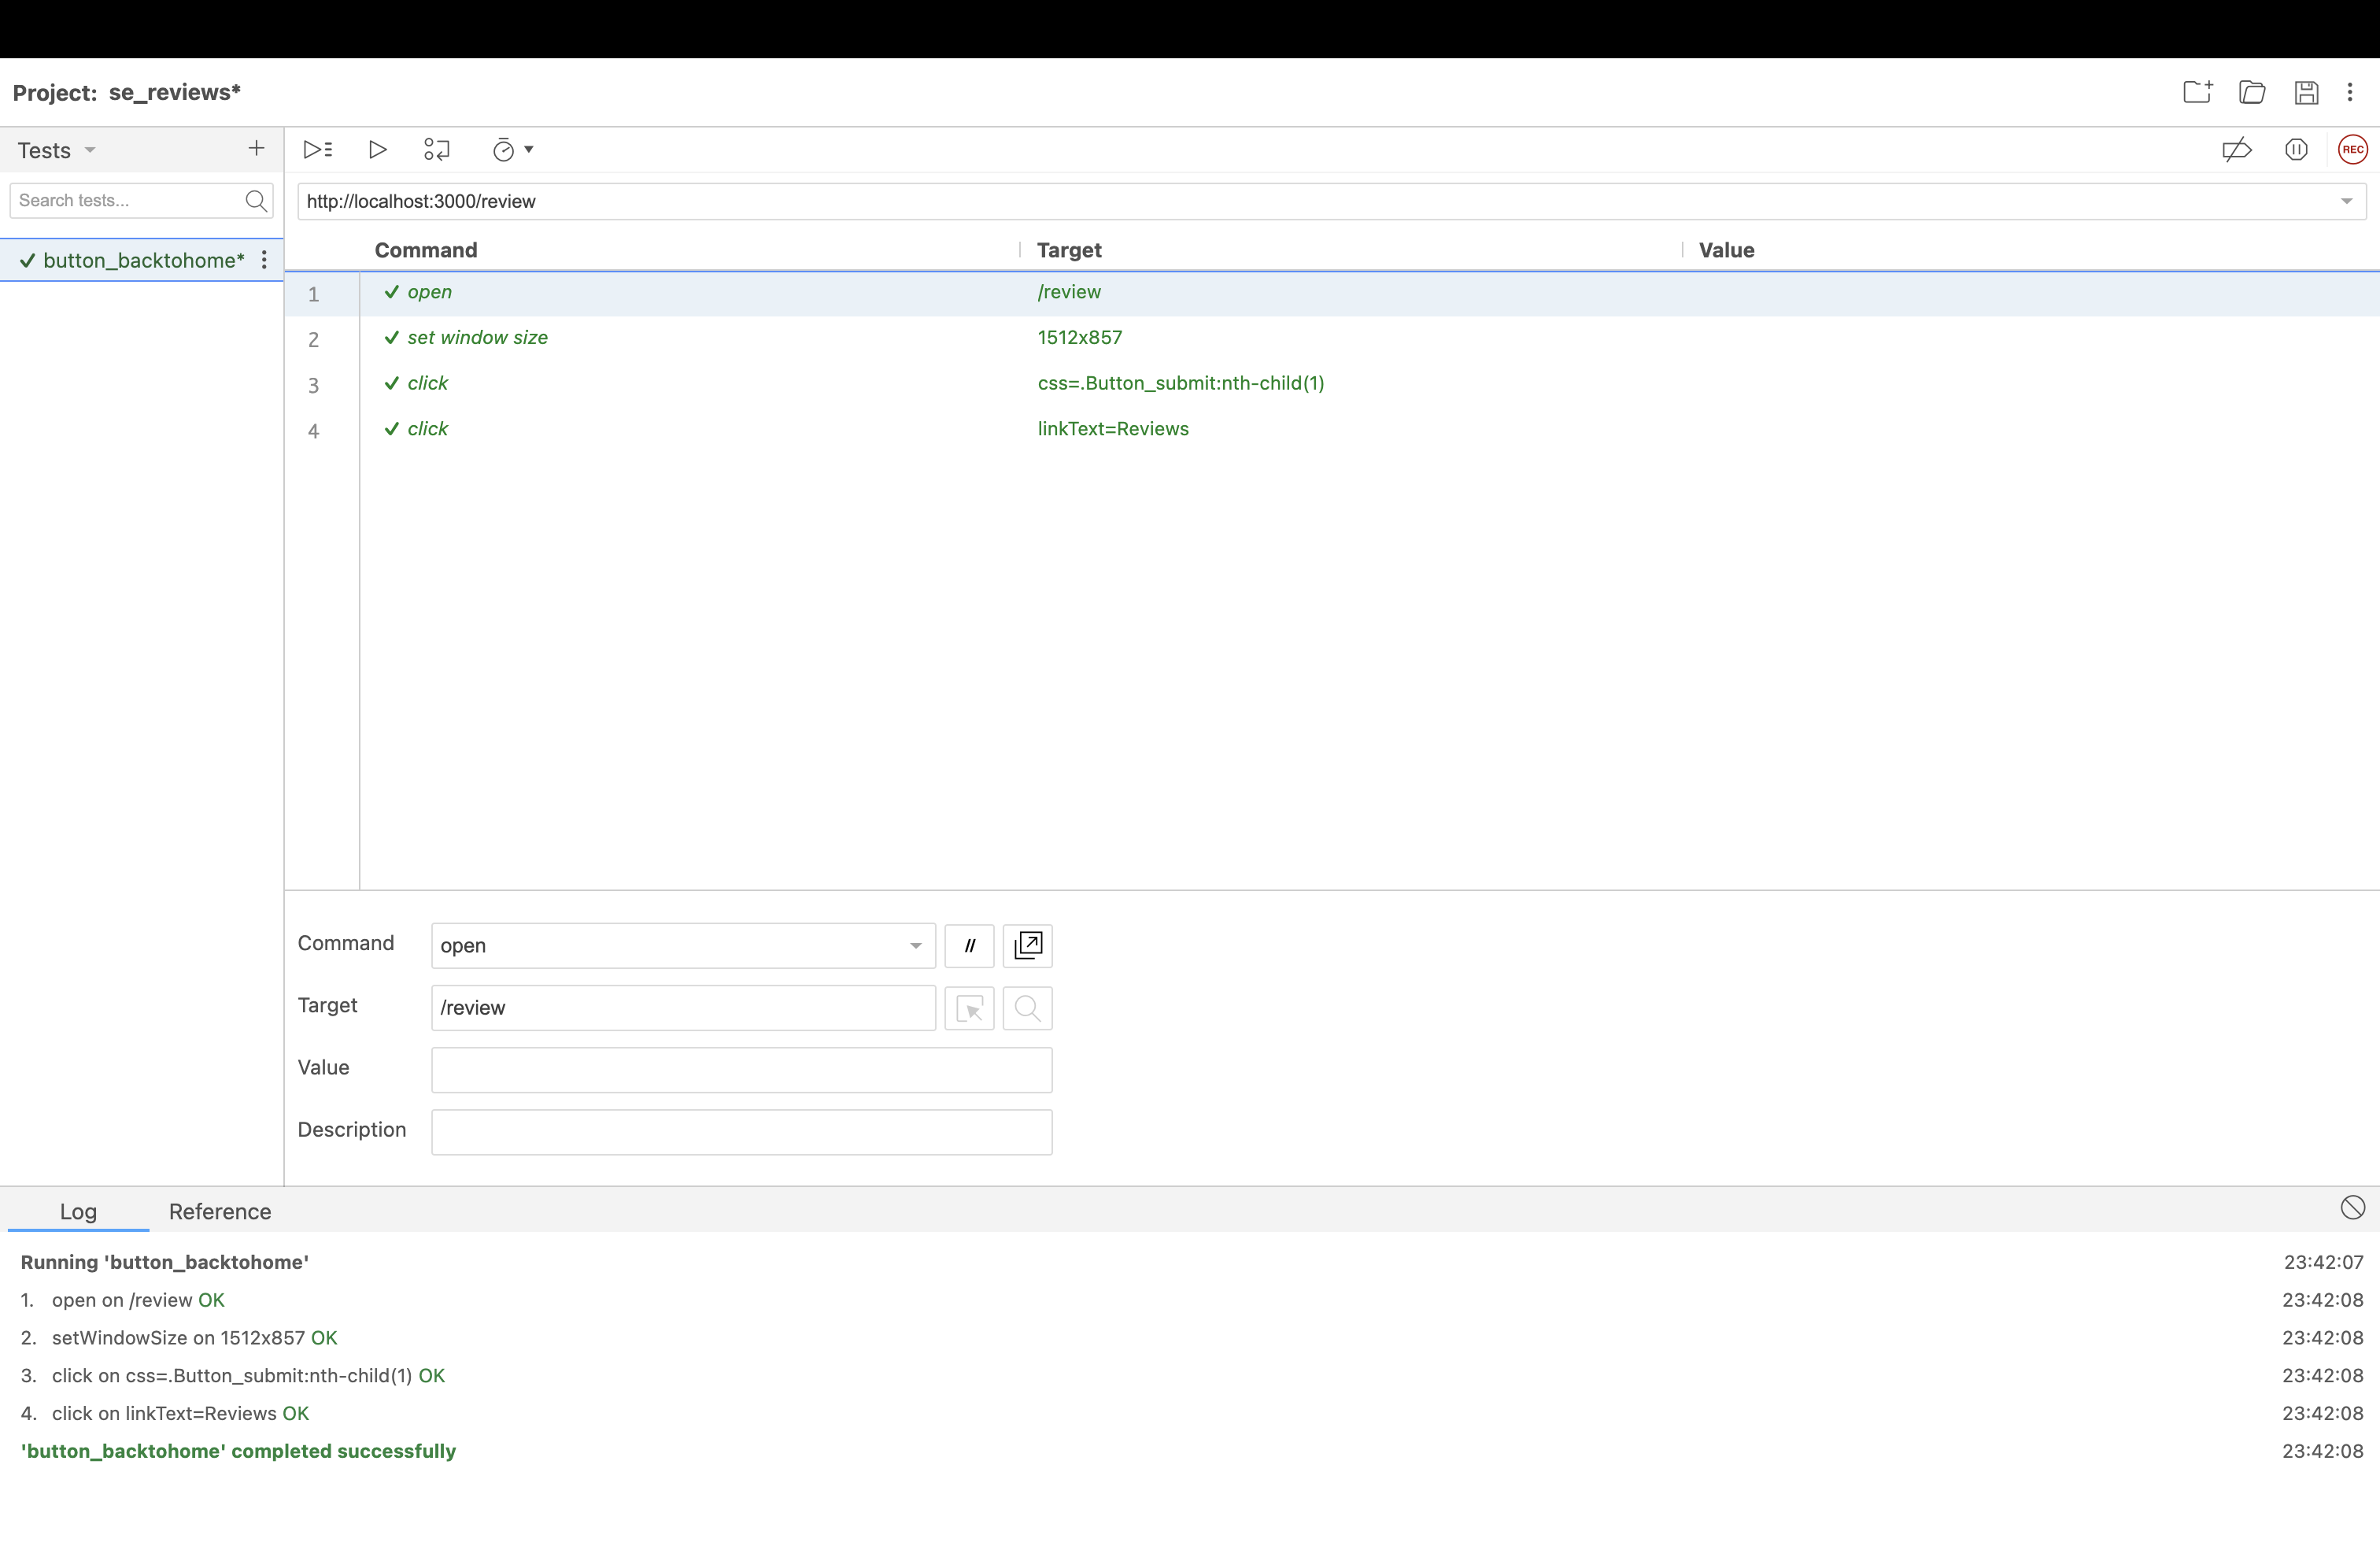 Project: se_reviews*
Tests
REC
Search tests...
http://localhost:3000/review
button_backtohome*
Command Target Value
1 open /review
2 set window size 1512x857
3 click css=.Button_submit:nth-child(1)
4 click linkText=Reviews
Command open //
Target /review
Value
Description
Log Reference
Running 'button_backtohome' 23:42:07
1. open on /review OK 23:42:08
2. setWindowSize on 1512x857 OK 23:42:08
3. click on css=.Button_submit:nth-child(1) OK 23:42:08
4. click on linkText=Reviews OK 23:42:08
'button_backtohome' completed successfully 23:42:08